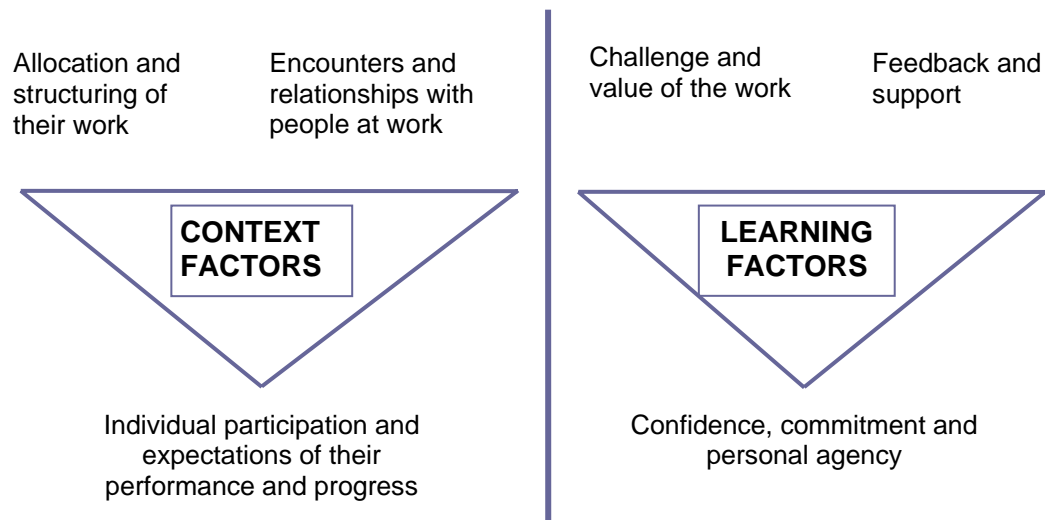 Allocation and
structuring of
their work
Encounters and
relationships with
people at work
CONTEXT
FACTORS
Individual participation and
expectations of their
performance and progress
Challenge and
value of the work
Feedback and
support
LEARNING
FACTORS
Confidence, commitment and
personal agency